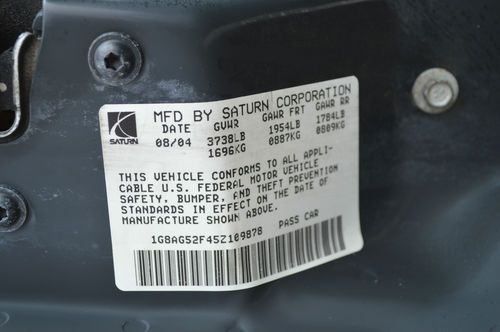 MFD BY SATURN CORPORATION
DATE GVWR GAWR FRT GAWR RR
08/04 3738LB 1954LB 1784LB
1696KG 0887KG 0809KG
SATURN
THIS VEHICLE CONFORMS TO ALL APPLI-
CABLE U.S. FEDERAL MOTOR VEHICLE
SAFETY, BUMPER, AND THEFT PREVENTION
STANDARDS IN EFFECT ON THE DATE OF
MANUFACTURE SHOWN ABOVE.
1G8AG52F45Z109878 PASS CAR